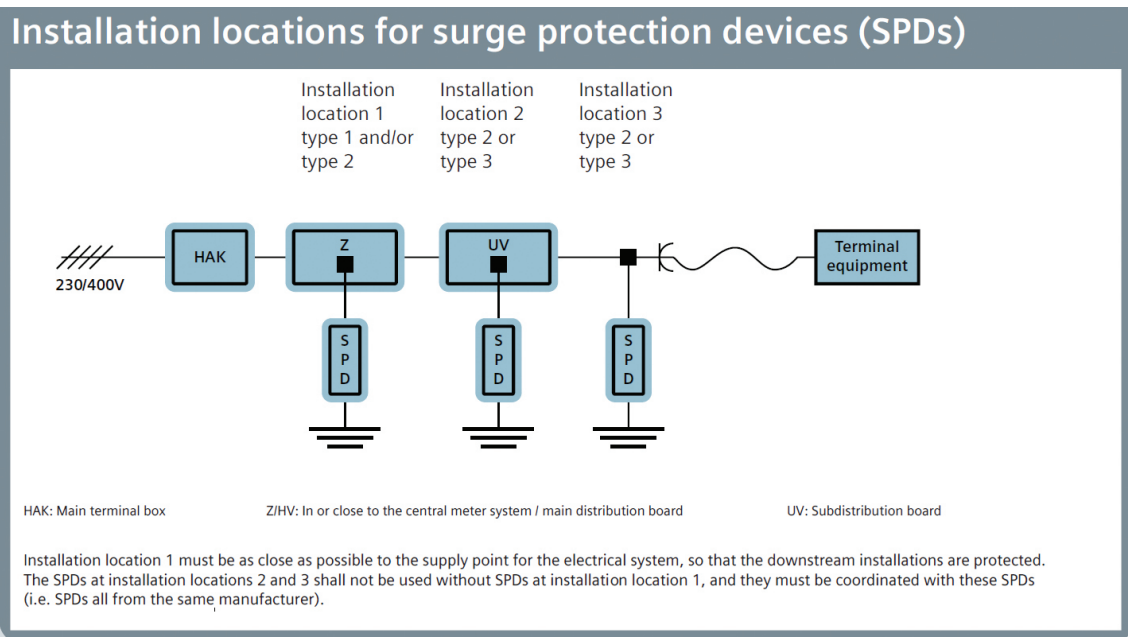 Installation locations for surge protection devices (SPDs)
Installation
location 1
type 1 and/or
type 2
Installation
location 2
type 2 or
type 3
Installation
location 3
type 2 or
type 3
230/400V
HAK
Z
UV
Terminal
equipment
S
P
D
S
P
D
S
P
D
HAK: Main terminal box
Z/HV: In or close to the central meter system / main distribution board
UV: Subdistribution board
Installation location 1 must be as close as possible to the supply point for the electrical system, so that the downstream installations are protected.
The SPDs at installation locations 2 and 3 shall not be used without SPDs at installation location 1, and they must be coordinated with these SPDs
(i.e. SPDs all from the same manufacturer).